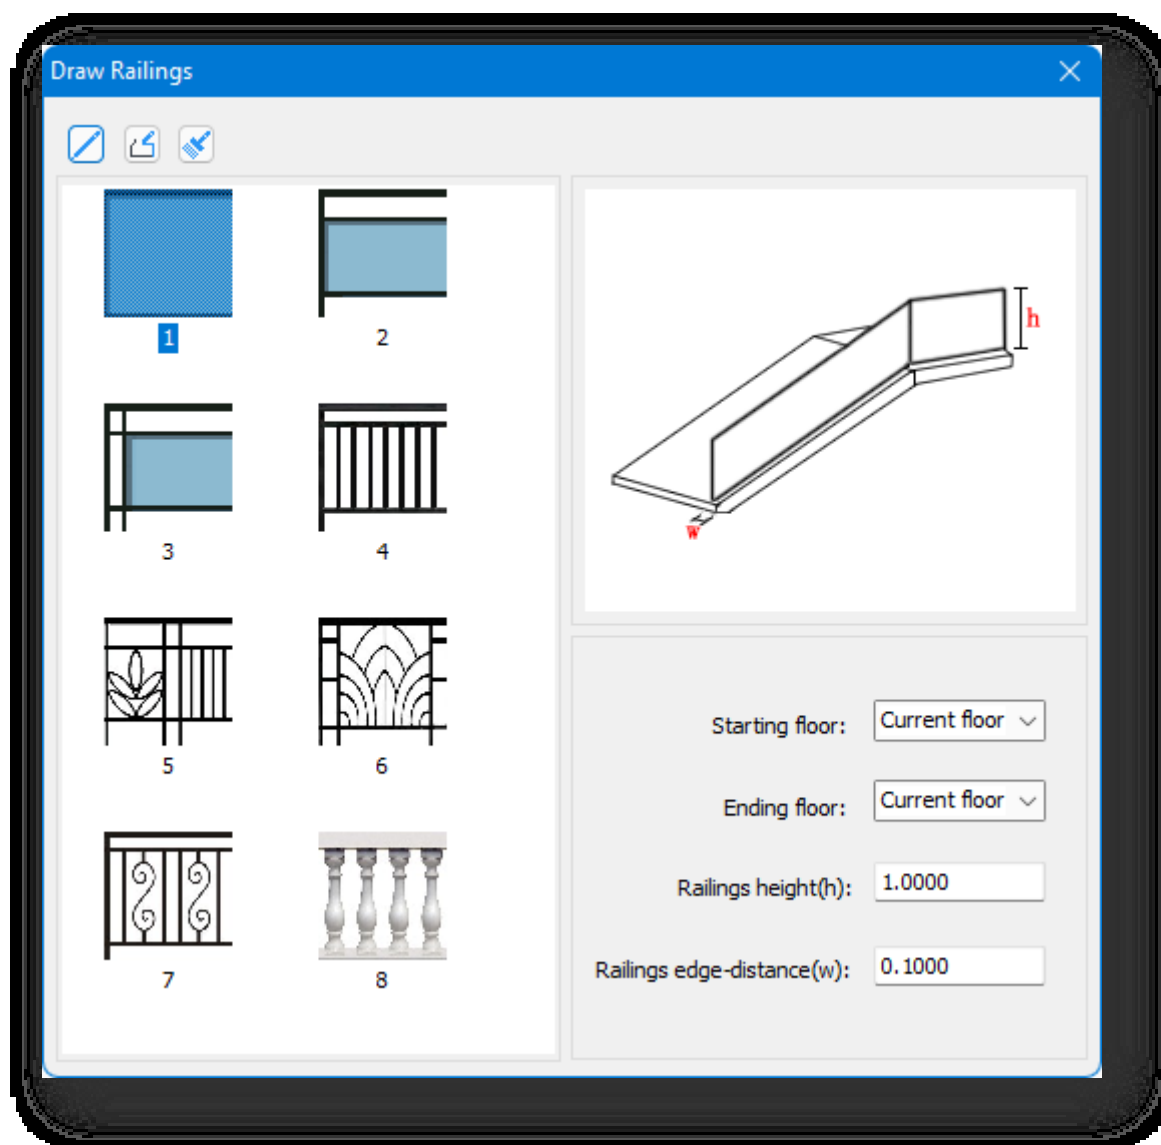 Draw Railings
1
2
3
4
5
6
7
8
h
w
Starting floor: Current floor
Ending floor: Current floor
Railings height(h): 1.0000
Railings edge-distance(w): 0.1000